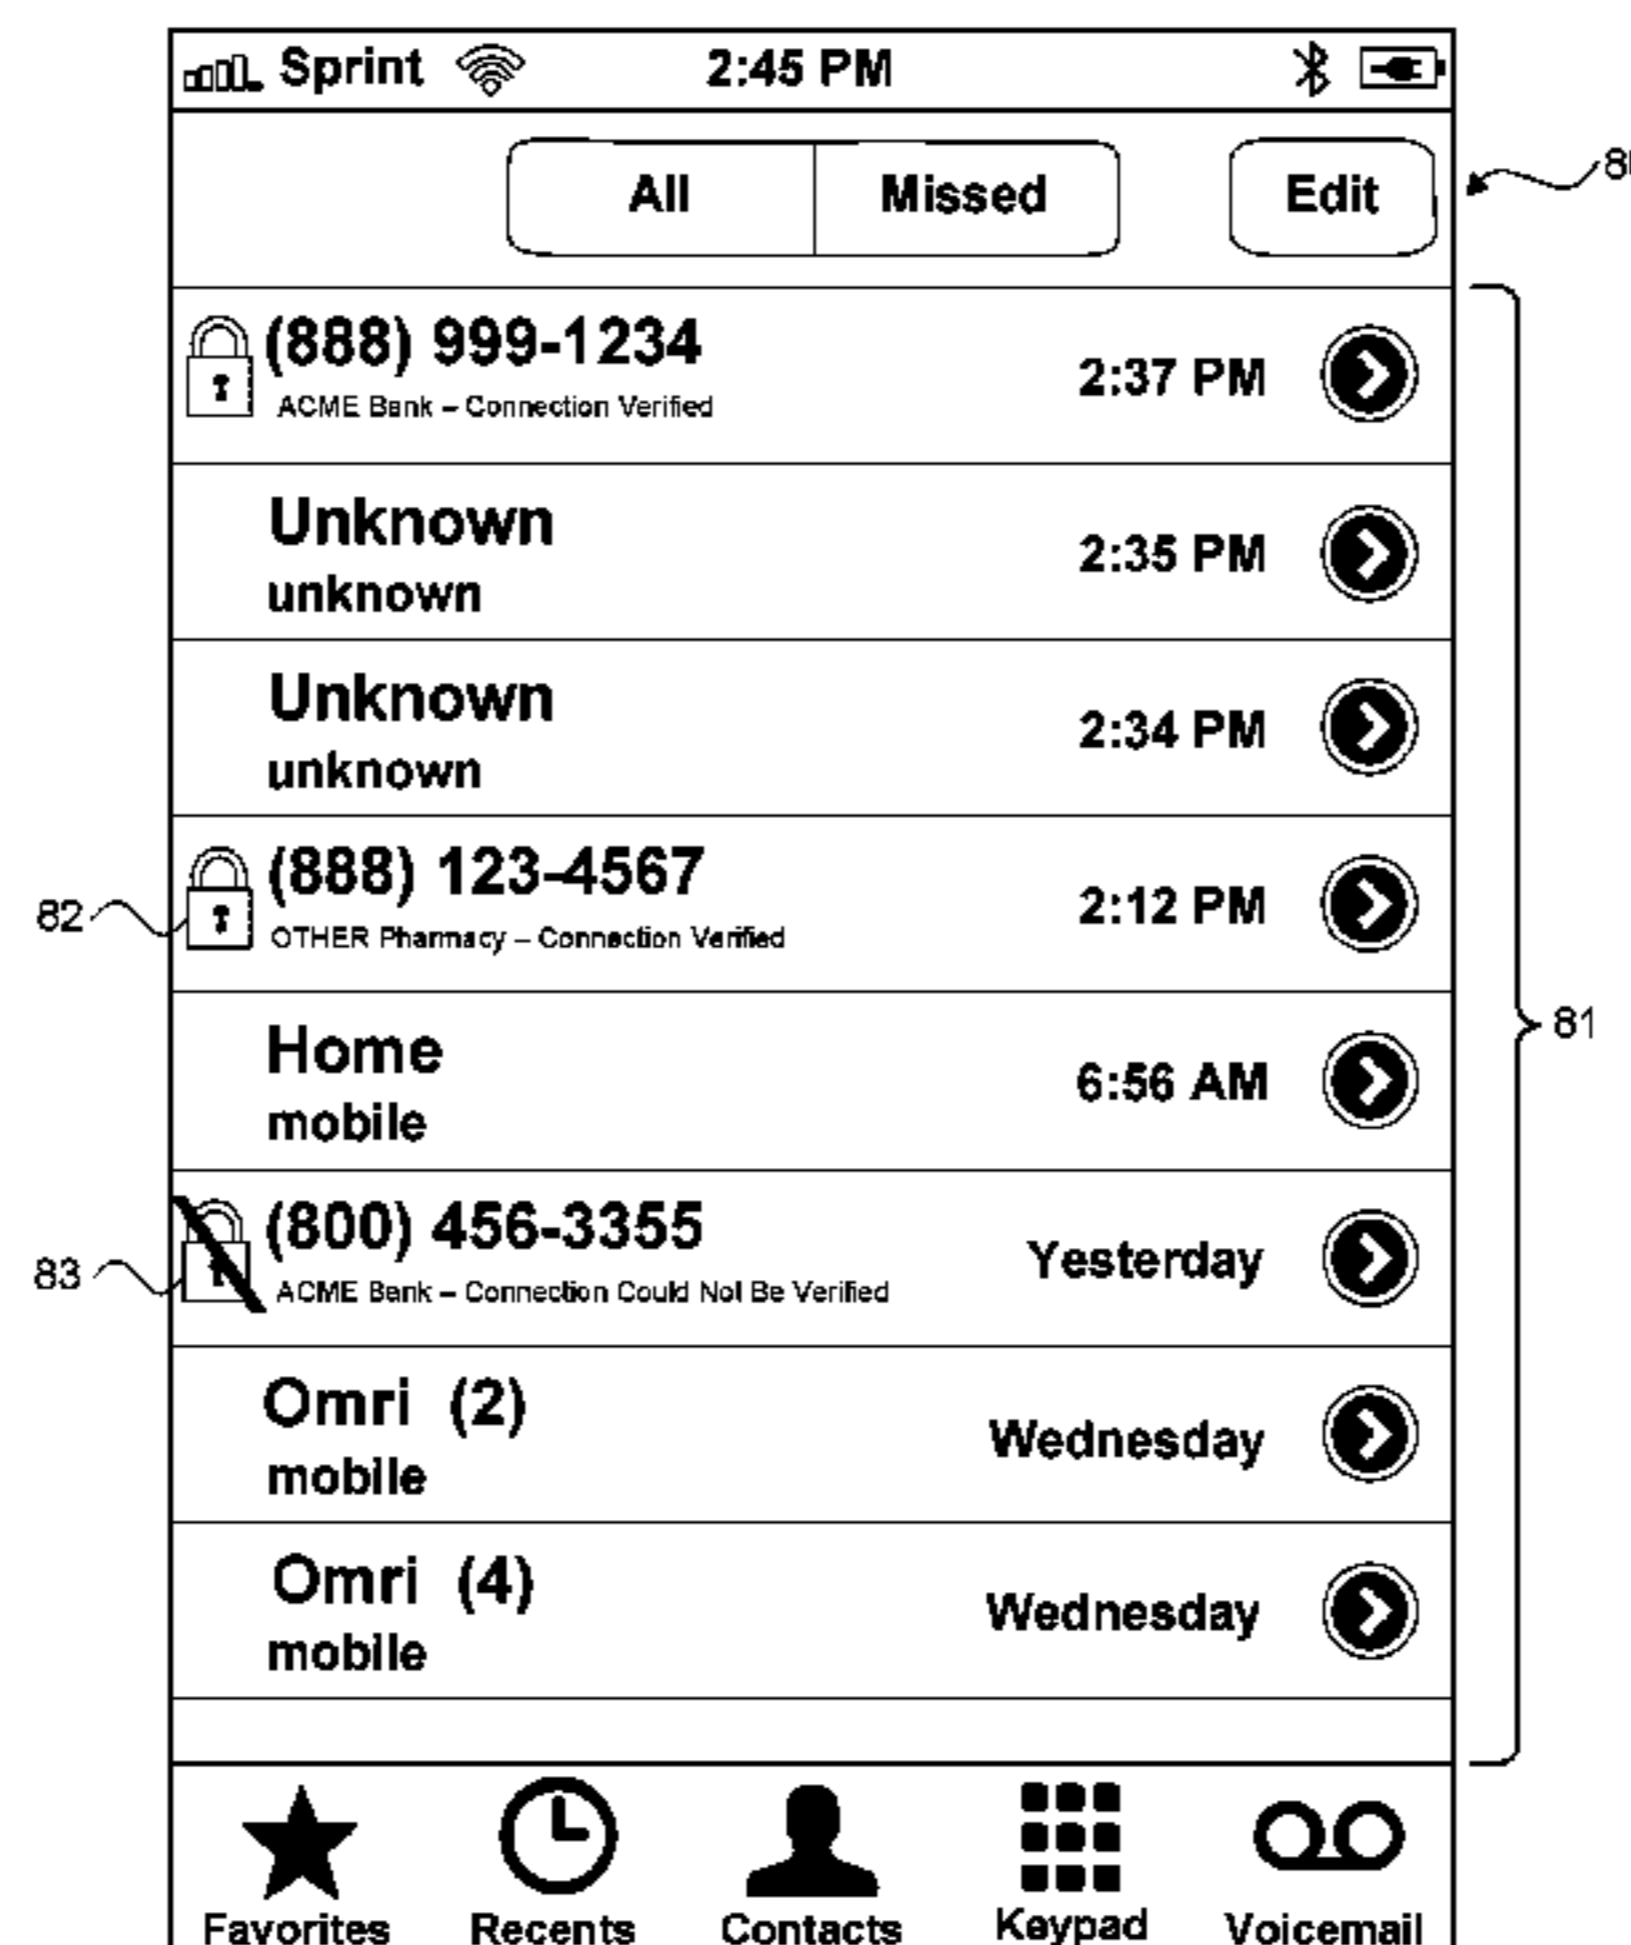 Sprint 2:45 PM
All Missed Edit
(888) 999-1234
2:37 PM
ACME Bank – Connection Verified
Unknown
2:35 PM
unknown
Unknown
2:34 PM
unknown
(888) 123-4567
82
2:12 PM
OTHER Pharmacy – Connection Verified
Home
6:56 AM
mobile
81
(800) 456-3355
83
Yesterday
ACME Bank – Connection Could Not Be Verified
Omri (2)
Wednesday
mobile
Omri (4)
Wednesday
mobile
Favorites Recents Contacts Keypad Voicemail